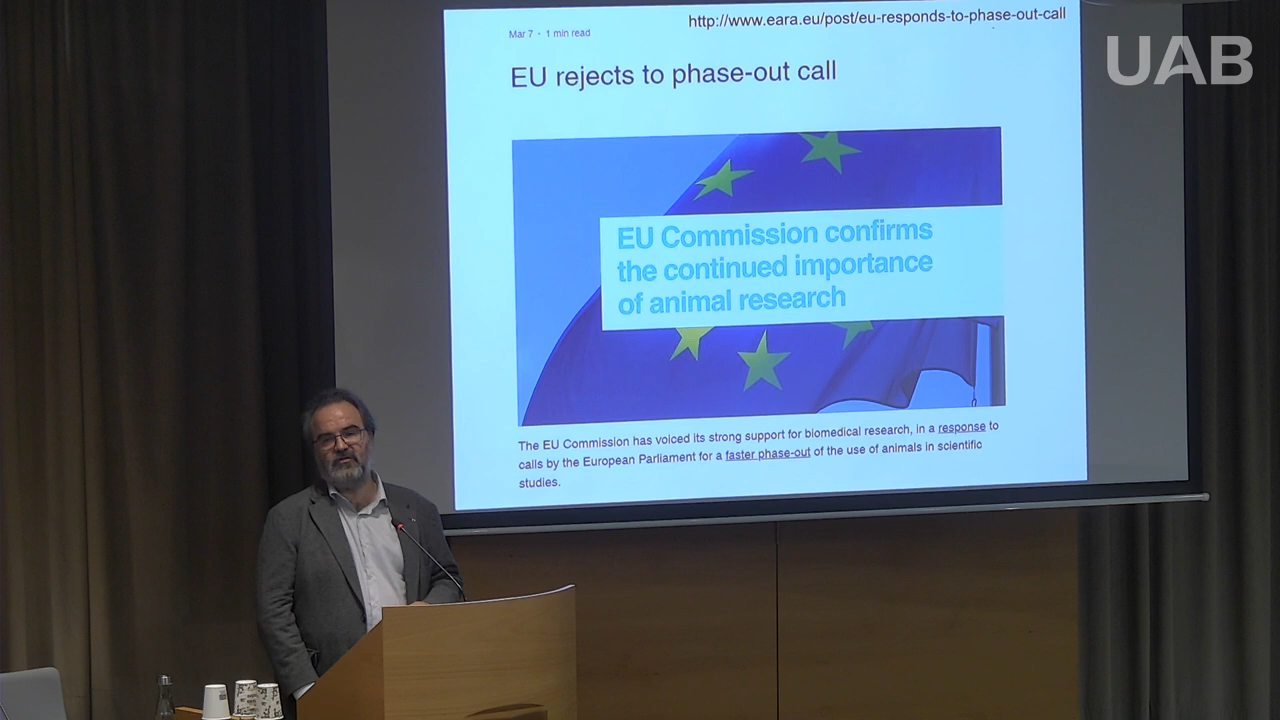 http://www.eara.eu/post/eu-responds-to-phase-out-call
UAB
Mar 7 · 1 min read
EU rejects to phase-out call
EU Commission confirms
the continued importance
of animal research
The EU Commission has voiced its strong support for biomedical research, in a response to
calls by the European Parliament for a faster phase-out of the use of animals in scientific
studies.